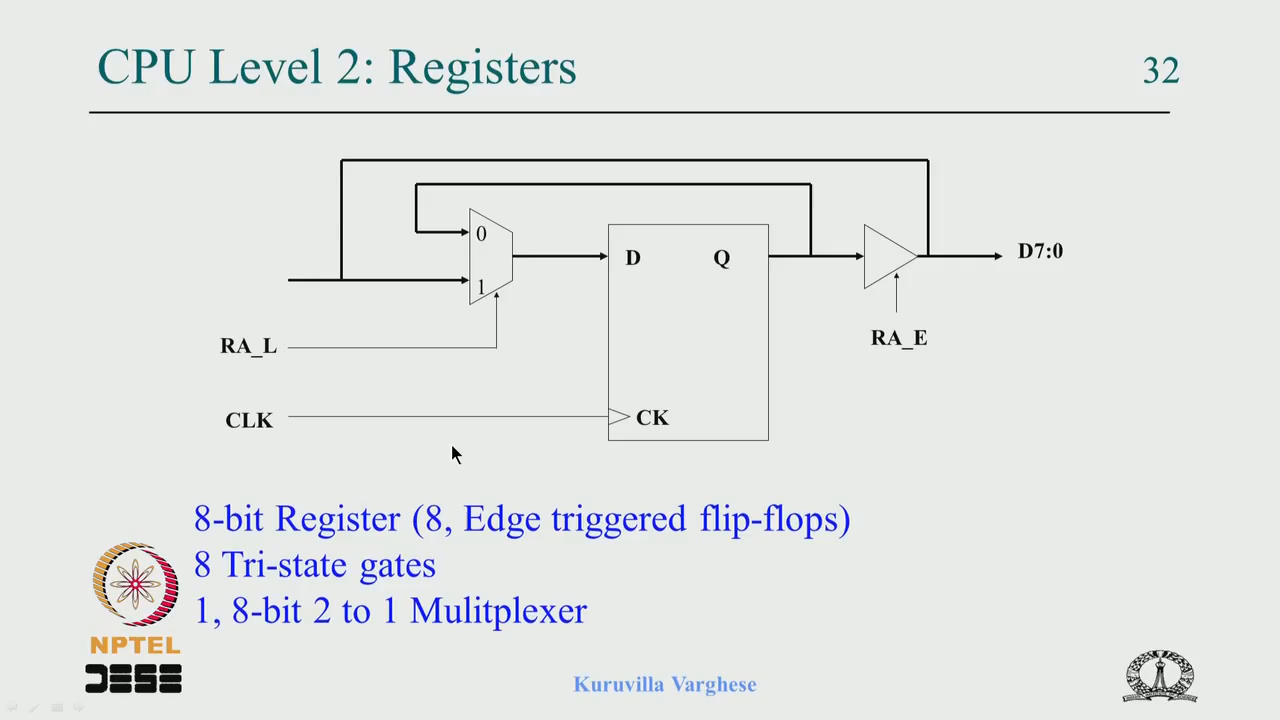 CPU Level 2: Registers
32
0
1
D
Q
D7:0
RA_L
RA_E
CLK
CK
8-bit Register (8, Edge triggered flip-flops)
8 Tri-state gates
1, 8-bit 2 to 1 Mulitplexer
NPTEL
DESE
Kuruvilla Varghese